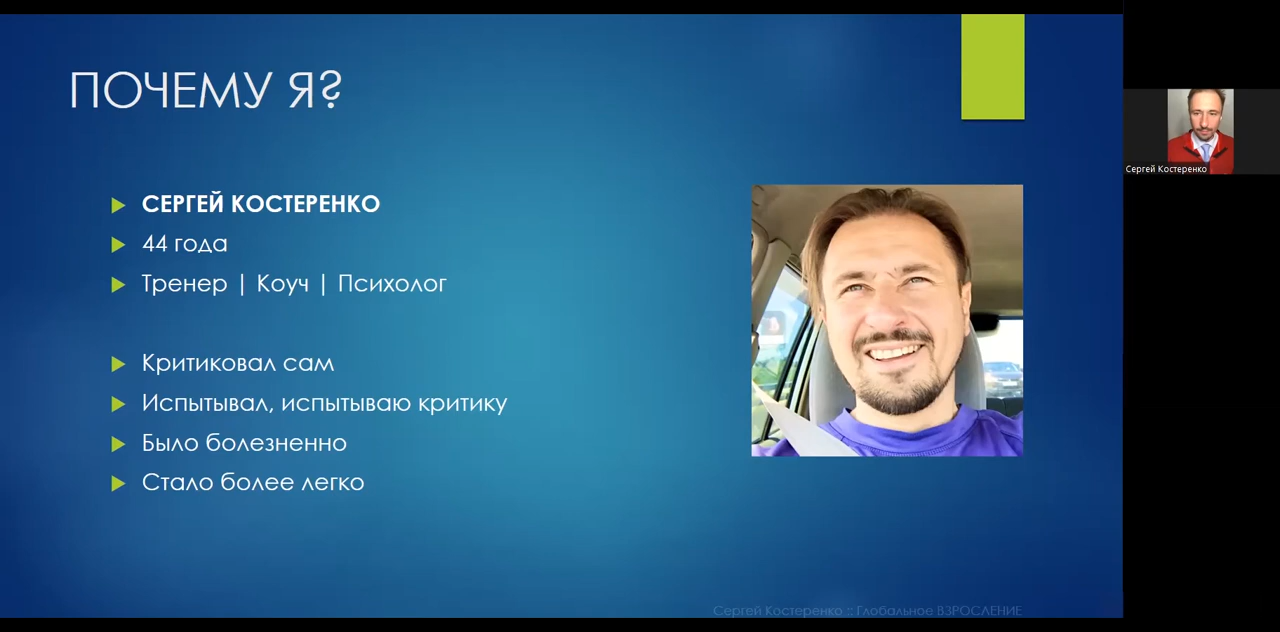 ПОЧЕМУ Я?
СЕРГЕЙ КОСТЕРЕНКО
44 года
Тренер | Коуч | Психолог
Критиковал сам
Испытывал, испытываю критику
Было болезненно
Стало более легко
Сергей Костеренко :: Глобальное ВЗРОСЛЕНИЕ
Сергей Костеренко